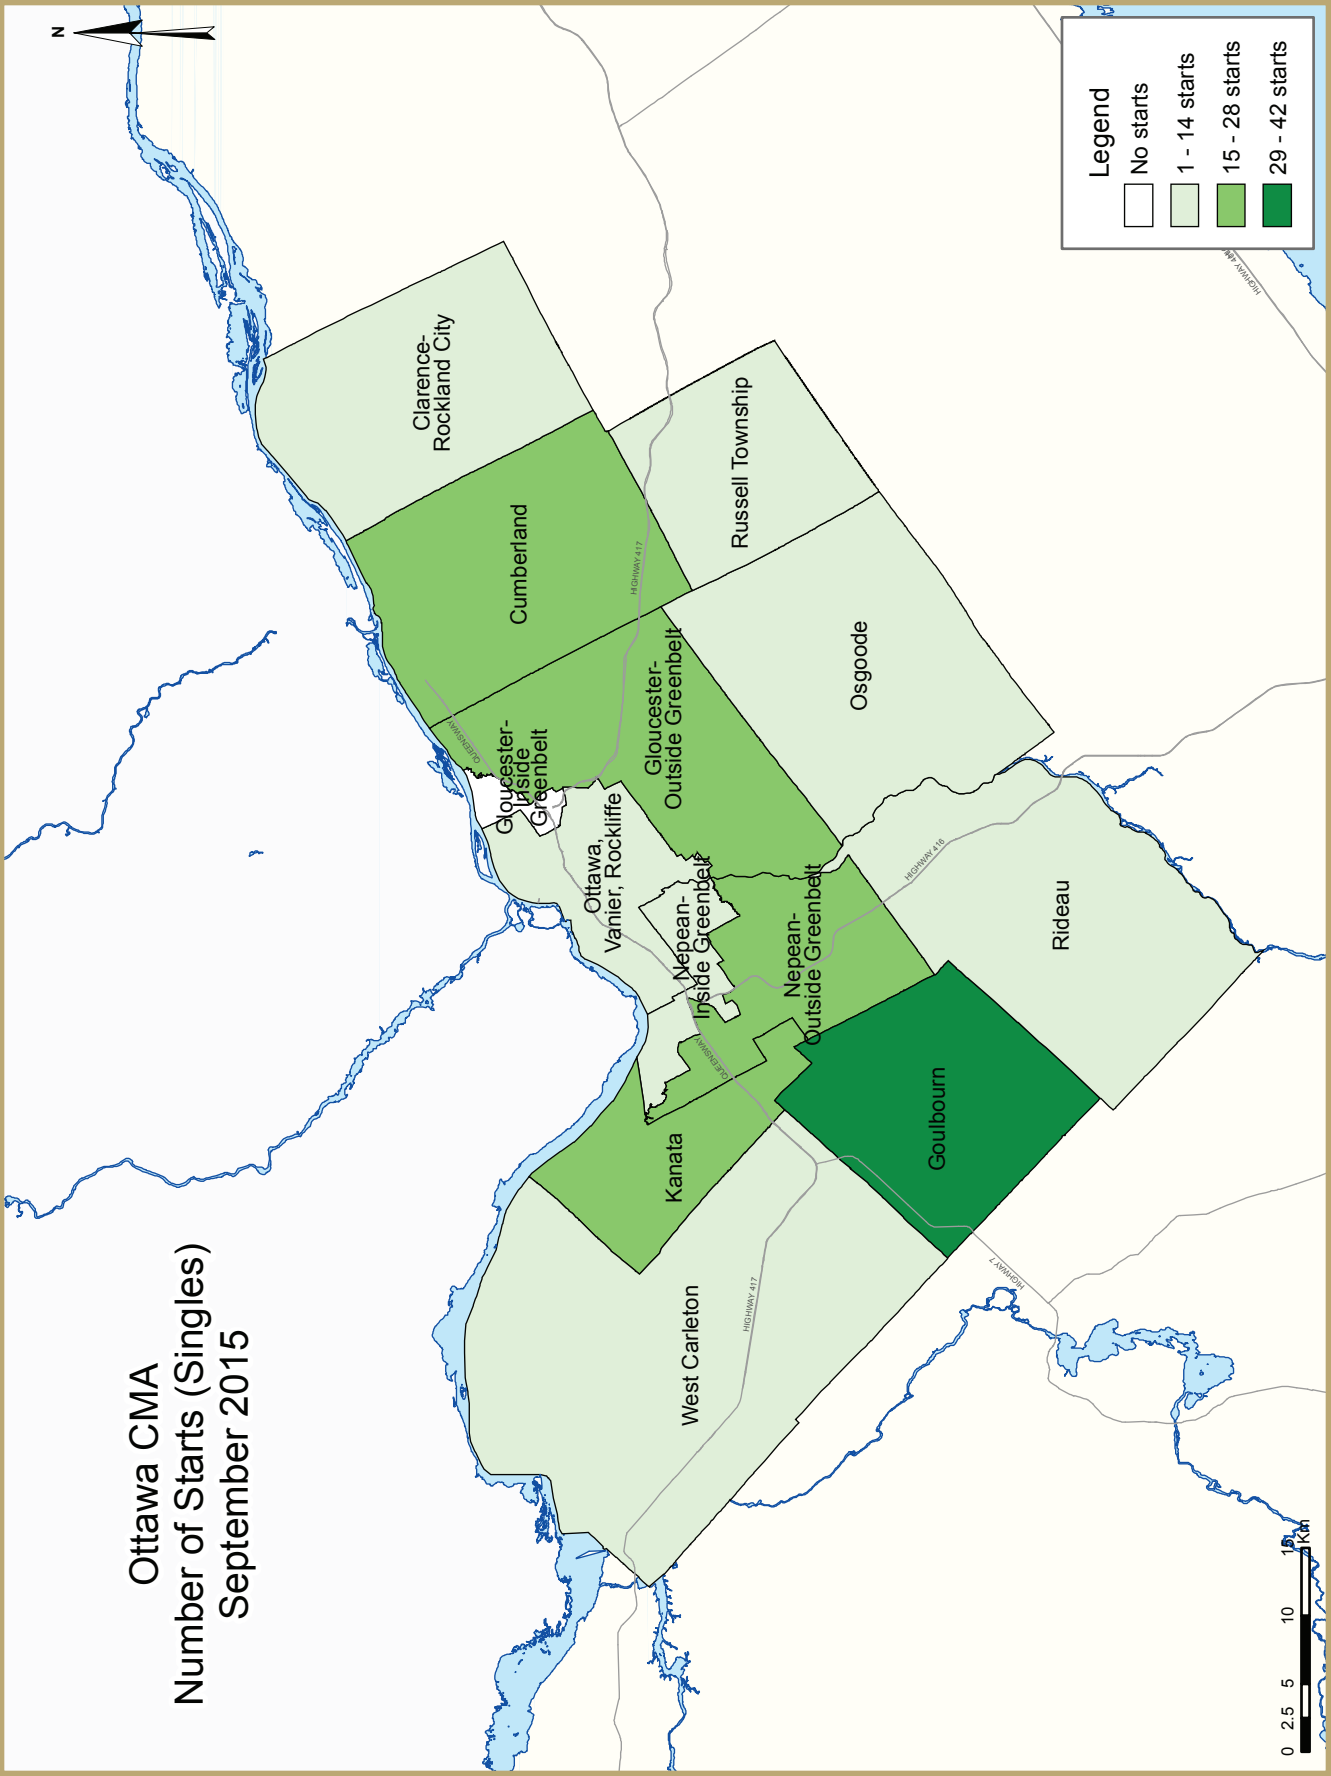 Ottawa CMA
Number of Starts (Singles)
September 2015
N
Legend
No starts
1 - 14 starts
15 - 28 starts
29 - 42 starts
Clarence-
Rockland City
Cumberland
Russell Township
HIGHWAY 417
Gloucester-
Outside Greenbelt
Osgoode
QUEENSWAY
Gloucester-
Inside
Greenbelt
Ottawa,
Vanier, Rockliffe
Nepean-
Inside Greenbelt
Nepean-
Outside Greenbelt
HIGHWAY 416
Rideau
QUEENSWAY
Kanata
Goulbourn
West Carleton
HIGHWAY 417
HIGHWAY 7
0 2.5 5 10 15
Km